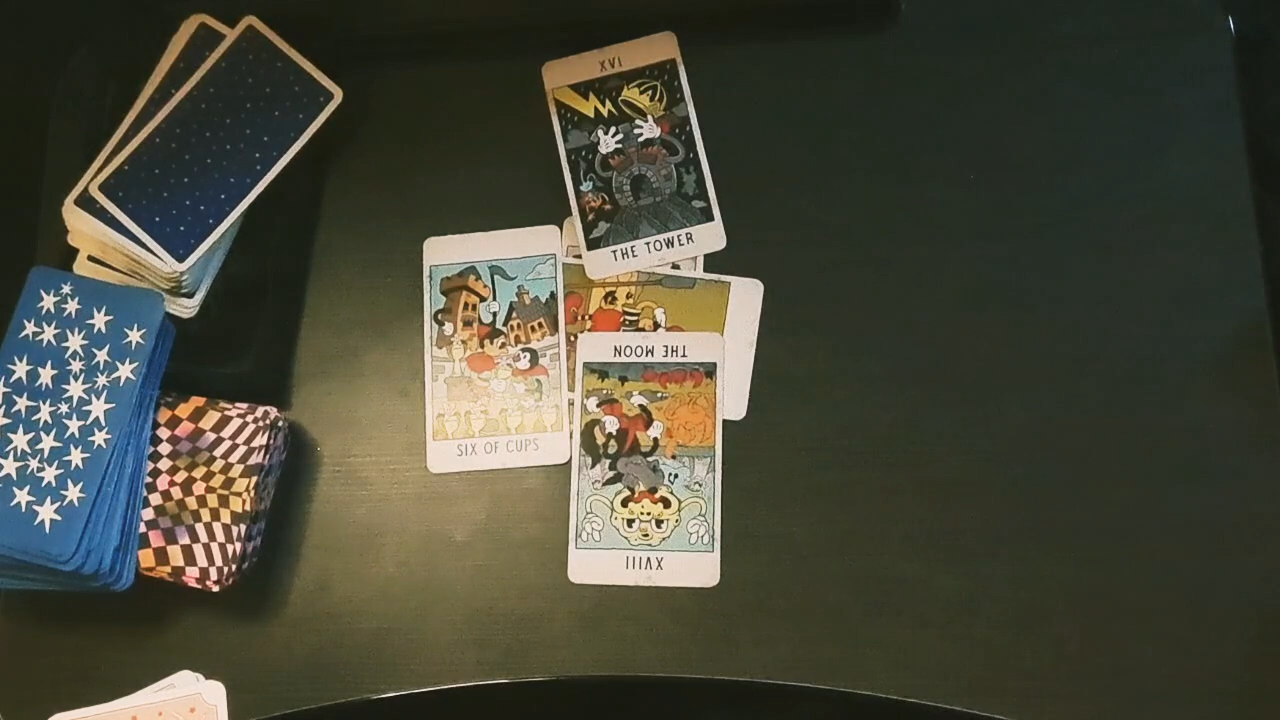 XVI
THE TOWER
SIX OF CUPS
THE MOON
XVIII